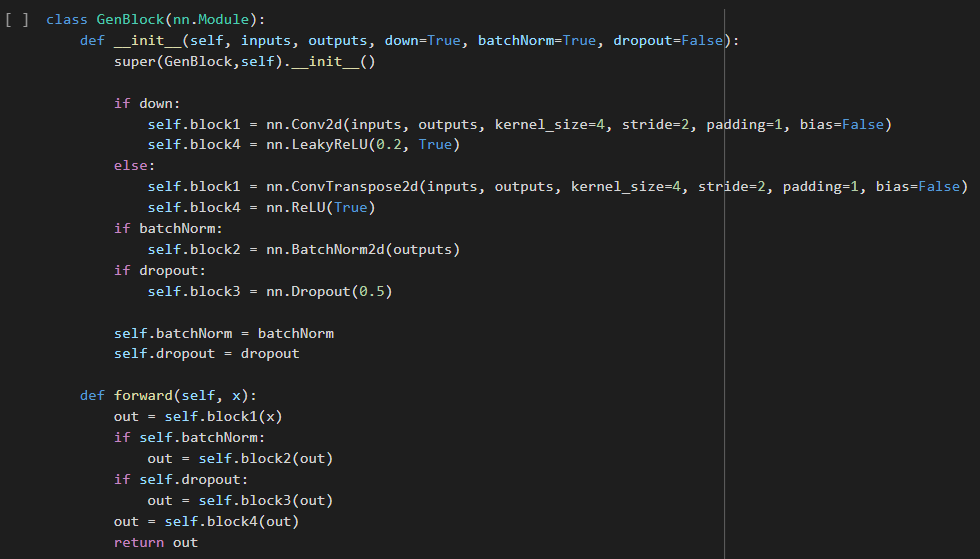 [ ] class GenBlock(nn.Module):
    def __init__(self, inputs, outputs, down=True, batchNorm=True, dropout=False):
        super(GenBlock,self).__init__()

        if down:
            self.block1 = nn.Conv2d(inputs, outputs, kernel_size=4, stride=2, padding=1, bias=False)
            self.block4 = nn.LeakyReLU(0.2, True)
        else:
            self.block1 = nn.ConvTranspose2d(inputs, outputs, kernel_size=4, stride=2, padding=1, bias=False)
            self.block4 = nn.ReLU(True)
        if batchNorm:
            self.block2 = nn.BatchNorm2d(outputs)
        if dropout:
            self.block3 = nn.Dropout(0.5)

        self.batchNorm = batchNorm
        self.dropout = dropout

    def forward(self, x):
        out = self.block1(x)
        if self.batchNorm:
            out = self.block2(out)
        if self.dropout:
            out = self.block3(out)
        out = self.block4(out)
        return out